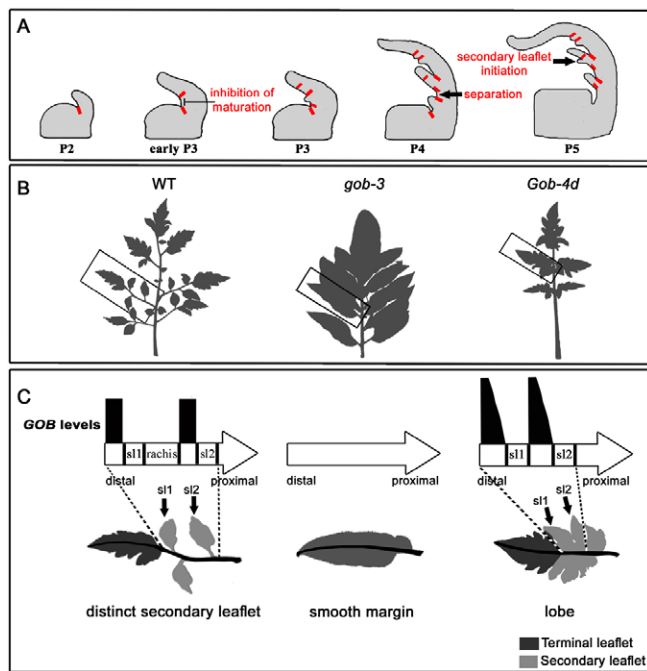 A
inhibition of
maturation
secondary leaflet
initiation
separation
P2
early P3
P3
P4
P5
B
WT
gob-3
Gob-4d
C
GOB levels
sl1
rachis
sl2
sl1
sl2
distal
proximal
distal
proximal
distal
proximal
sl1
sl2
sl1
sl2
distinct secondary leaflet
smooth margin
lobe
Terminal leaflet
Secondary leaflet